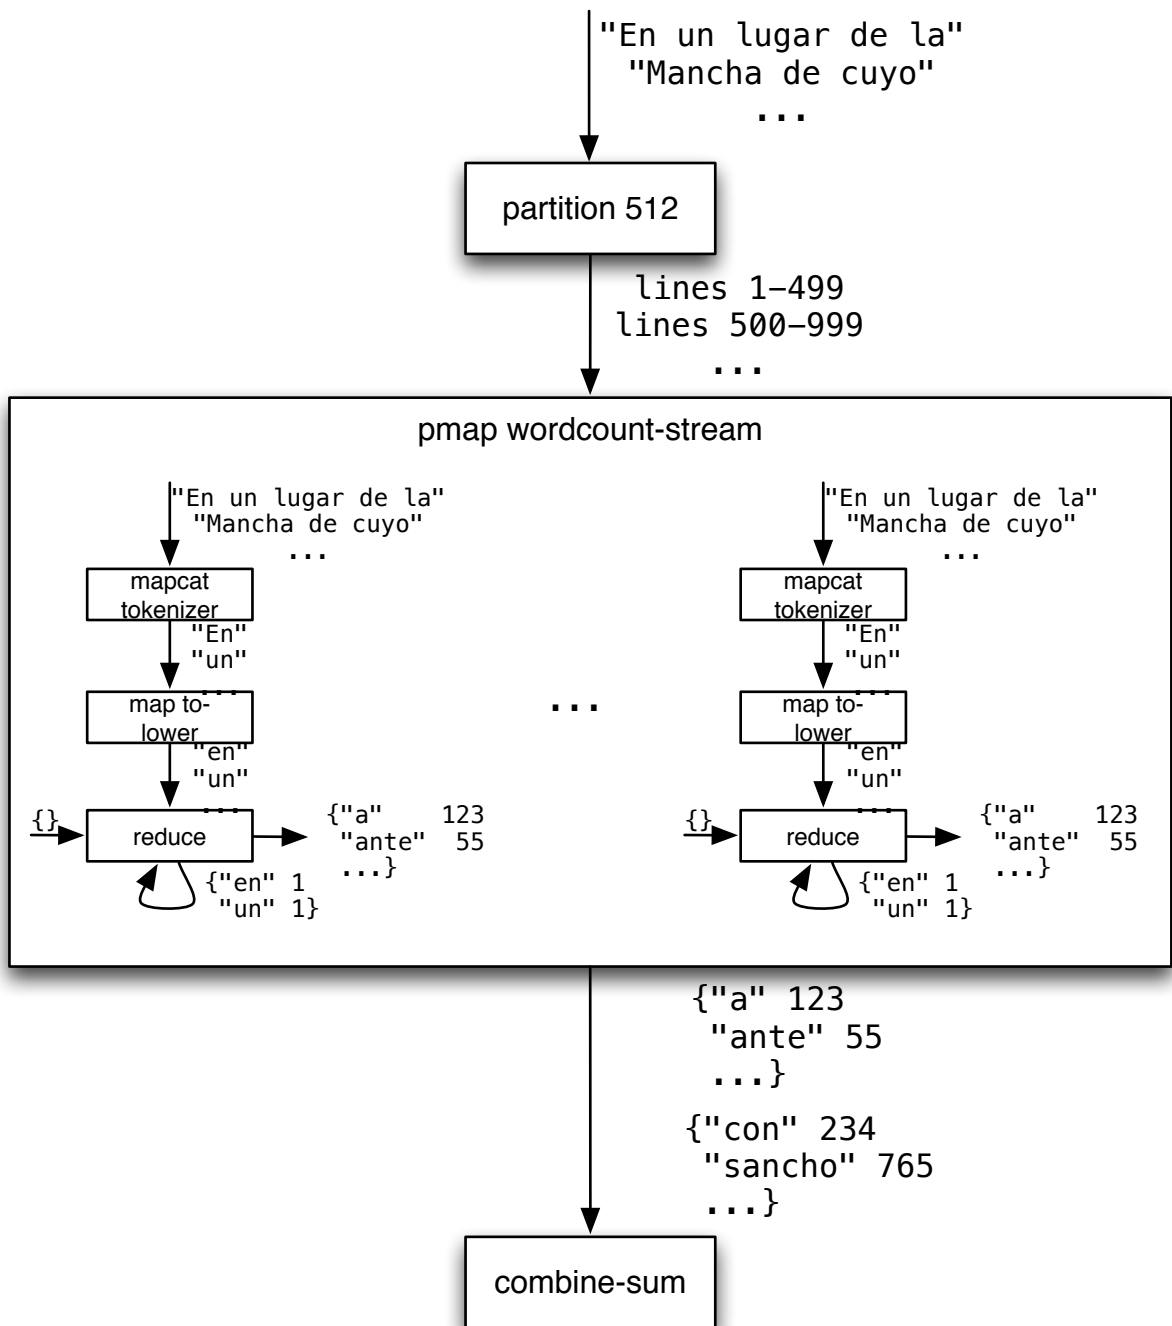 "En un lugar de la"
"Mancha de cuyo"
...
partition 512
lines 1-499
lines 500-999
...
pmap wordcount-stream
"En un lugar de la"
"Mancha de cuyo"
...
mapcat
tokenizer
"En"
"un"
...
map to-
lower
"en"
"un"
...
{}
reduce
{"a" 123
"ante" 55
...}
{"en" 1
"un" 1}
...
"En un lugar de la"
"Mancha de cuyo"
...
mapcat
tokenizer
"En"
"un"
...
map to-
lower
"en"
"un"
...
{}
reduce
{"a" 123
"ante" 55
...}
{"en" 1
"un" 1}
{"a" 123
"ante" 55
...}
{"con" 234
"sancho" 765
...}
combine-sum